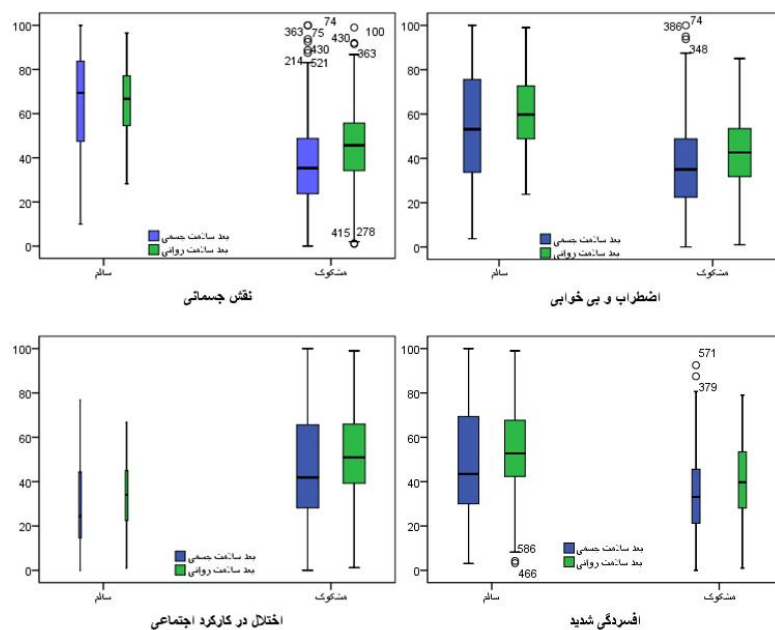 100
80
60
40
20
0
363 74
75
430
214 521
430 100
363
415 278
بعد سلامت جسمی
بعد سلامت روانی
سالم
مشکوک
نقش جسمانی
100
80
60
40
20
0
386 74
348
بعد سلامت جسمی
بعد سلامت روانی
سالم
مشکوک
اضطراب و بی خوابی
100
80
60
40
20
0
بعد سلامت جسمی
بعد سلامت روانی
سالم
مشکوک
اختلال در کارکرد اجتماعی
100
80
60
40
20
0
571
379
586
466
بعد سلامت جسمی
بعد سلامت روانی
سالم
مشکوک
افسردگی شدید